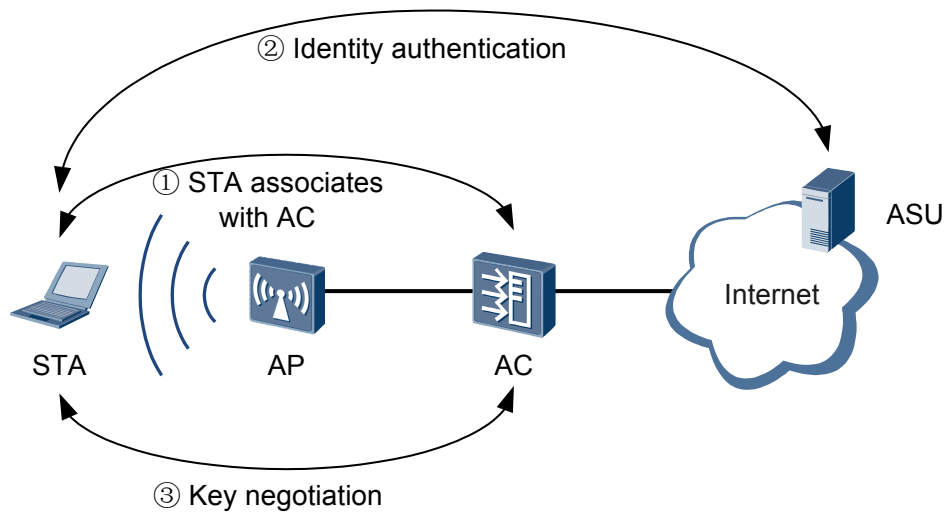 ② Identity authentication
① STA associates
with AC
ASU
Internet
STA
AP
AC
③ Key negotiation